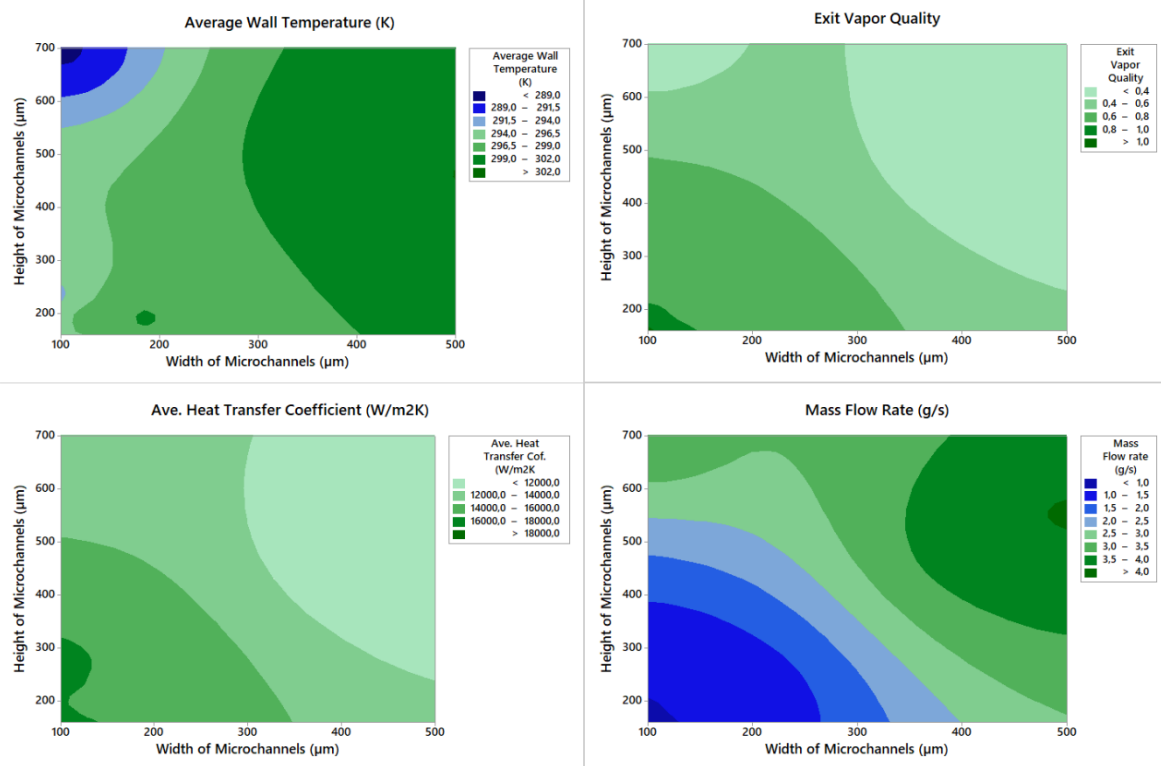 Average Wall Temperature (K)
Height of Microchannels (µm)
700
600
500
400
300
200
100
200
300
400
500
Width of Microchannels (µm)
Average Wall
Temperature
(K)
< 289,0
289,0 – 291,5
291,5 – 294,0
294,0 – 296,5
296,5 – 299,0
299,0 – 302,0
> 302,0
Exit Vapor Quality
Height of Microchannels (µm)
700
600
500
400
300
200
100
200
300
400
500
Width of Microchannels (µm)
Exit
Vapor
Quality
< 0,4
0,4 – 0,6
0,6 – 0,8
0,8 – 1,0
> 1,0
Ave. Heat Transfer Coefficient (W/m2K)
Height of Microchannels (µm)
700
600
500
400
300
200
100
200
300
400
500
Width of Microchannels (µm)
Ave. Heat
Transfer Cof.
(W/m2K
< 12000,0
12000,0 – 14000,0
14000,0 – 16000,0
16000,0 – 18000,0
> 18000,0
Mass Flow Rate (g/s)
Height of Microchannels (µm)
700
600
500
400
300
200
100
200
300
400
500
Width of Microchannels (µm)
Mass
Flow rate
(g/s)
< 1,0
1,0 – 1,5
1,5 – 2,0
2,0 – 2,5
2,5 – 3,0
3,0 – 3,5
3,5 – 4,0
> 4,0